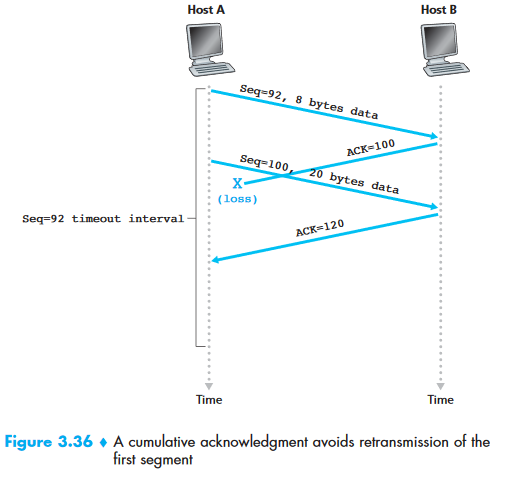 Host A
Host B
Seq=92, 8 bytes data
ACK=100
Seq=100, 20 bytes data
X
(loss)
Seq=92 timeout interval
ACK=120
Time
Time
Figure 3.36 ♦ A cumulative acknowledgment avoids retransmission of the
first segment